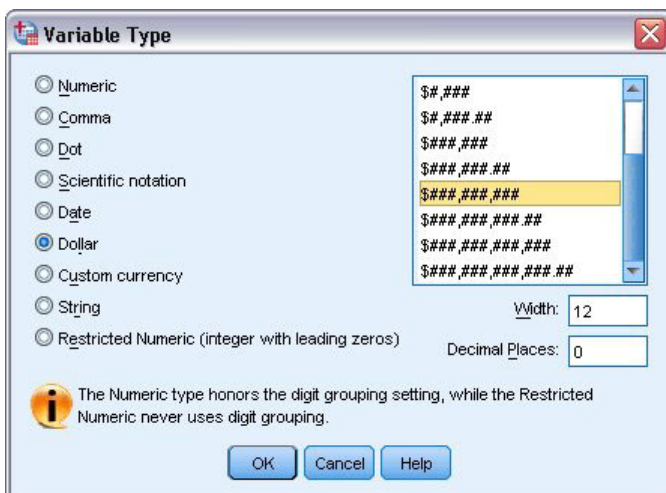 Variable Type
Numeric
Comma
Dot
Scientific notation
Date
Dollar
Custom currency
String
Restricted Numeric (integer with leading zeros)
$#,###
$#,###.##
$###,###
$###,###.##
$###,###,###
$###,###,###.##
$###,###,###,###
$###,###,###,###.##
Width: 12
Decimal Places: 0
The Numeric type honors the digit grouping setting, while the Restricted
Numeric never uses digit grouping.
OK Cancel Help